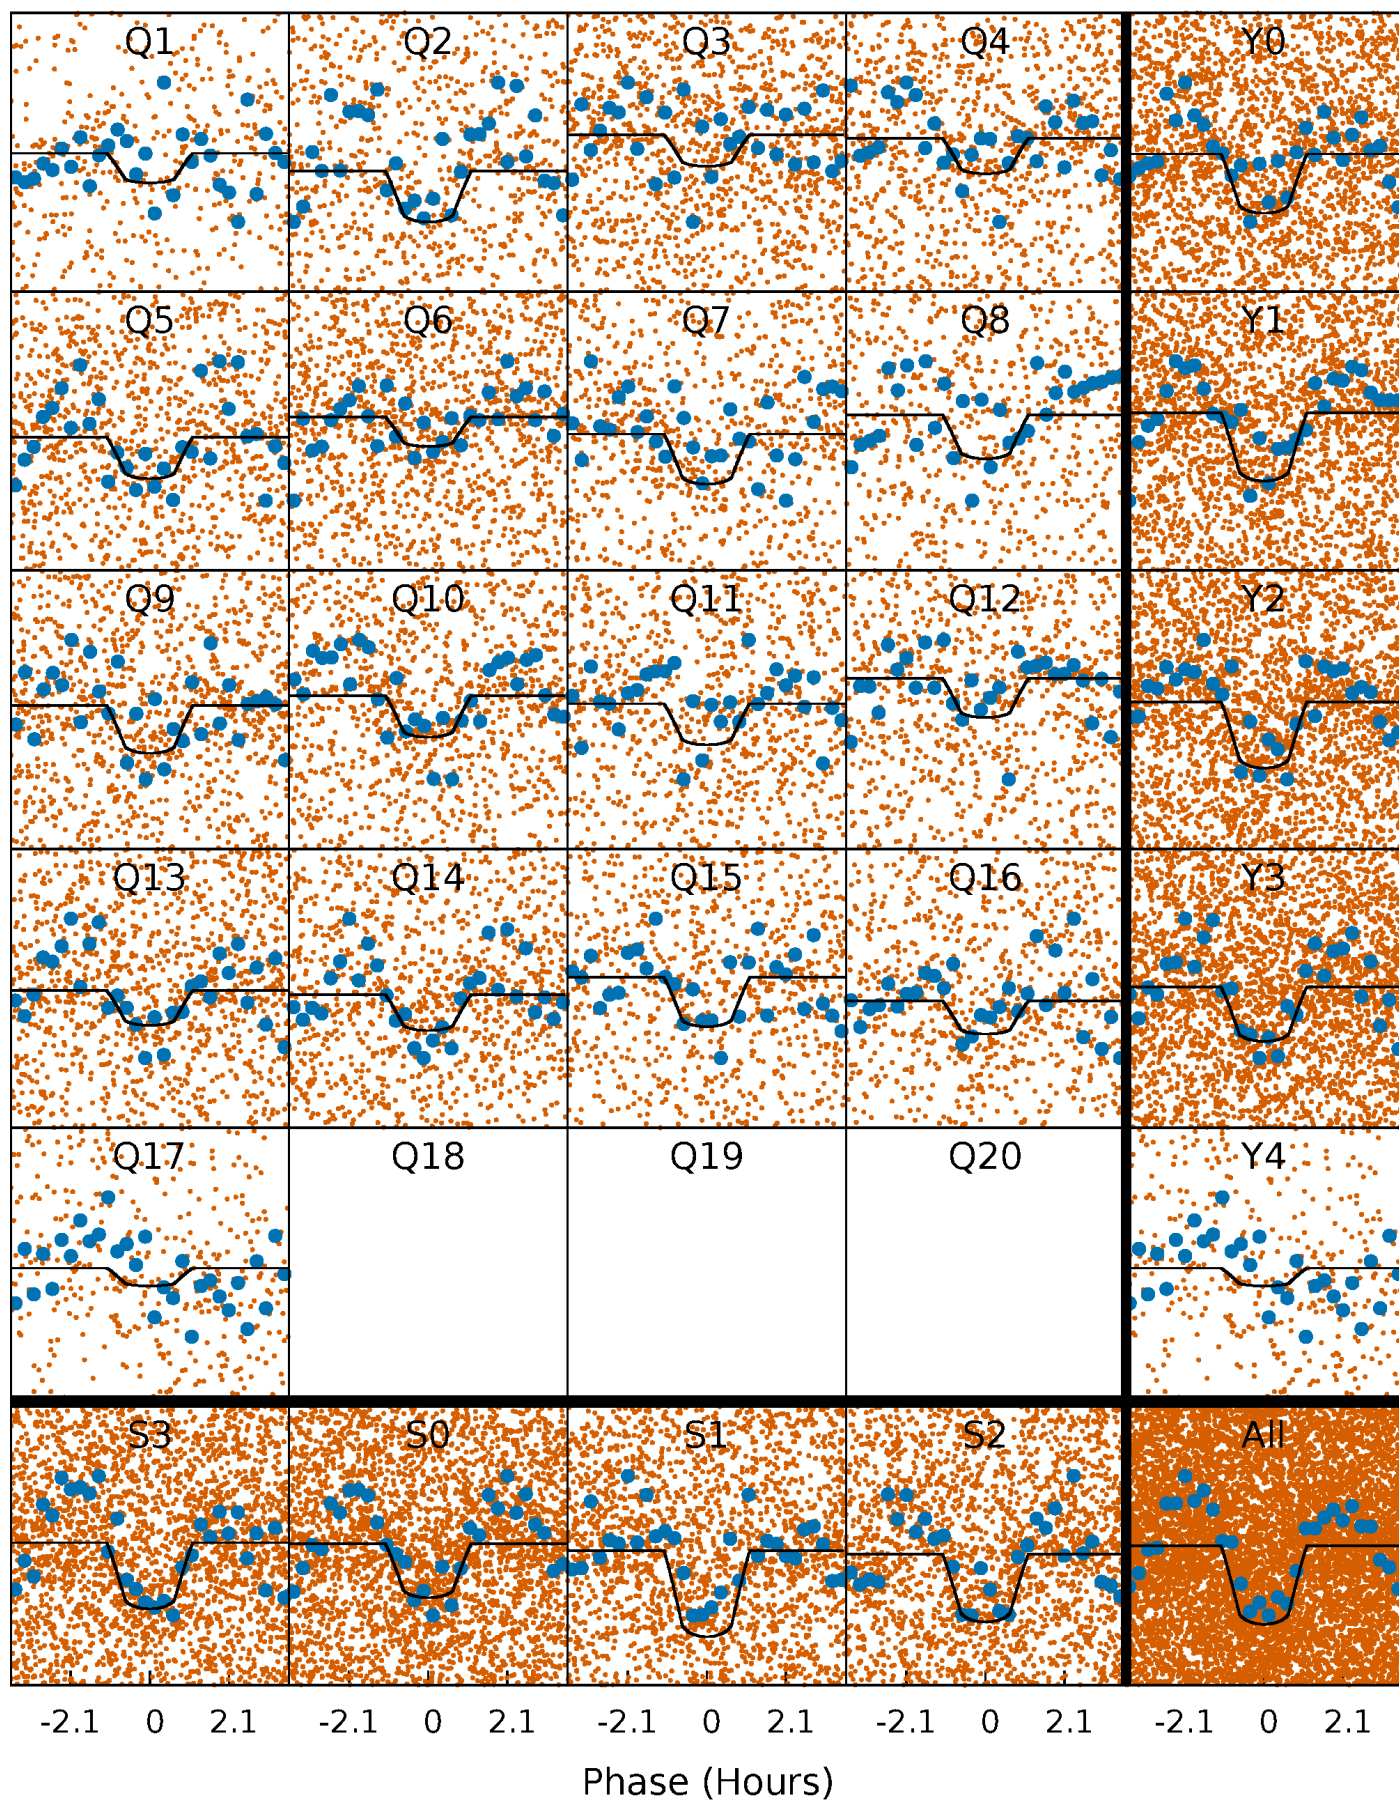 Q1 Q2 Q3 Q4 Y0
Q5 Q6 Q7 Q8 Y1
Q9 Q10 Q11 Q12 Y2
Q13 Q14 Q15 Q16 Y3
Q17 Q18 Q19 Q20 Y4
S3 S0 S1 S2 All
-2.1 0 2.1 -2.1 0 2.1 -2.1 0 2.1 -2.1 0 2.1 -2.1 0 2.1
Phase (Hours)